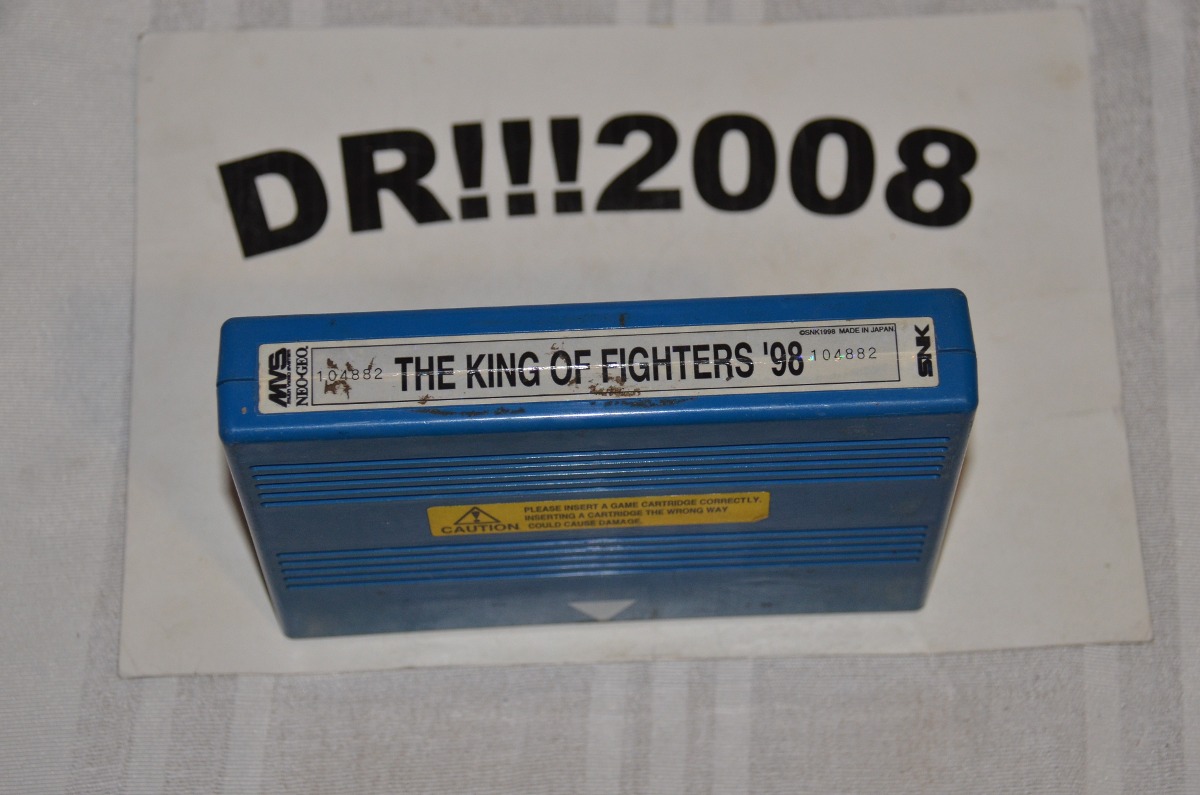 DR!!!2008
©SNK1998 MADE IN JAPAN
MVS
NEO·GEO
104882 THE KING OF FIGHTERS '98 104882
SNK
CAUTION
PLEASE INSERT A GAME CARTRIDGE CORRECTLY.
INSERTING A CARTRIDGE THE WRONG WAY
COULD CAUSE DAMAGE.